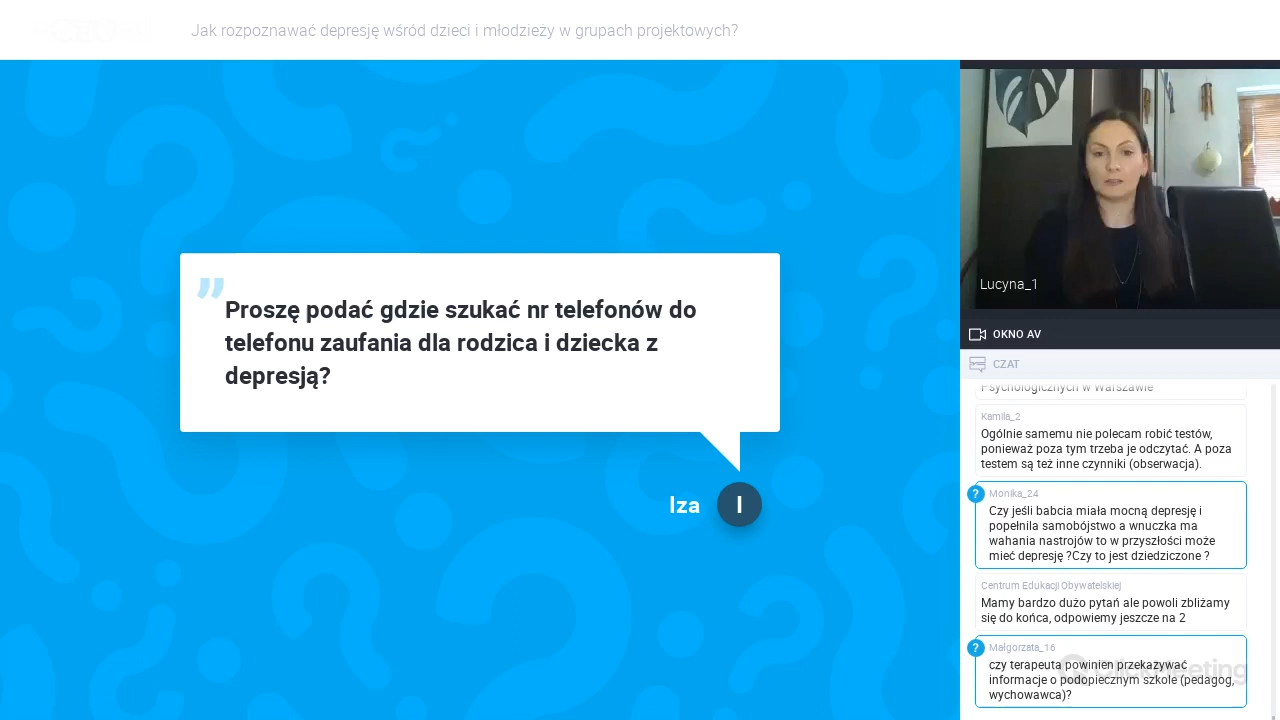 Jak rozpoznawać depresję wśród dzieci i młodzieży w grupach projektowych?
”
Proszę podać gdzie szukać nr telefonów do
telefonu zaufania dla rodzica i dziecka z
depresją?
Iza
I
Lucyna_1
OKNO AV
CZAT
Psychologicznych w Warszawie
Kamila_2
Ogólnie samemu nie polecam robić testów,
ponieważ poza tym trzeba je odczytać. A poza
testem są też inne czynniki (obserwacja).
?
Monika_24
Czy jeśli babcia miała mocną depresję i
popełnila samobójstwo a wnuczka ma
wahania nastrojów to w przyszłości może
mieć depresję ?Czy to jest dziedziczone ?
Centrum Edukacji Obywatelskiej
Mamy bardzo dużo pytań ale powoli zbliżamy
się do końca, odpowiemy jeszcze na 2
?
Małgorzata_16
czy terapeuta powinien przekazywać
informacje o podopiecznym szkole (pedagog,
wychowawca)?
ClickMeeting